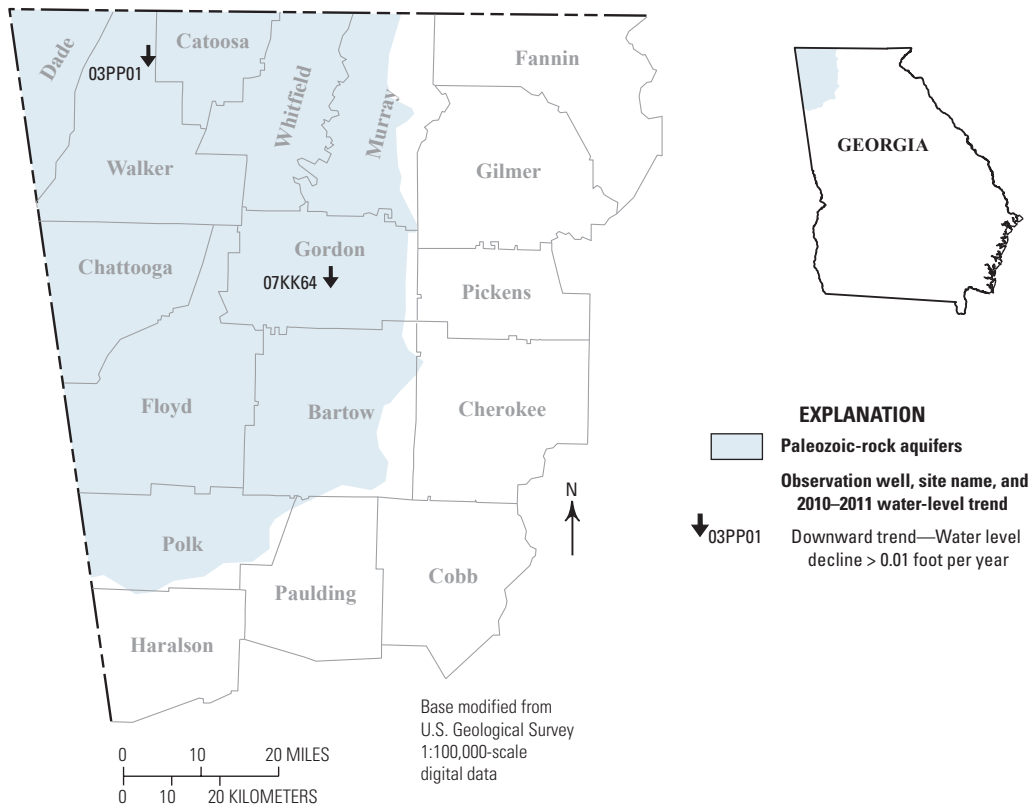 Dade
Catoosa
03PP01
Whitfield
Murray
Fannin
Walker
Gilmer
Chattooga
Gordon
07KK64
Pickens
Floyd
Bartow
Cherokee
Polk
Paulding
Cobb
Haralson
N
GEORGIA
EXPLANATION
Paleozoic-rock aquifers
Observation well, site name, and
2010–2011 water-level trend
03PP01
Downward trend—Water level
decline > 0.01 foot per year
Base modified from
U.S. Geological Survey
1:100,000-scale
digital data
0 10 20 MILES
0 10 20 KILOMETERS